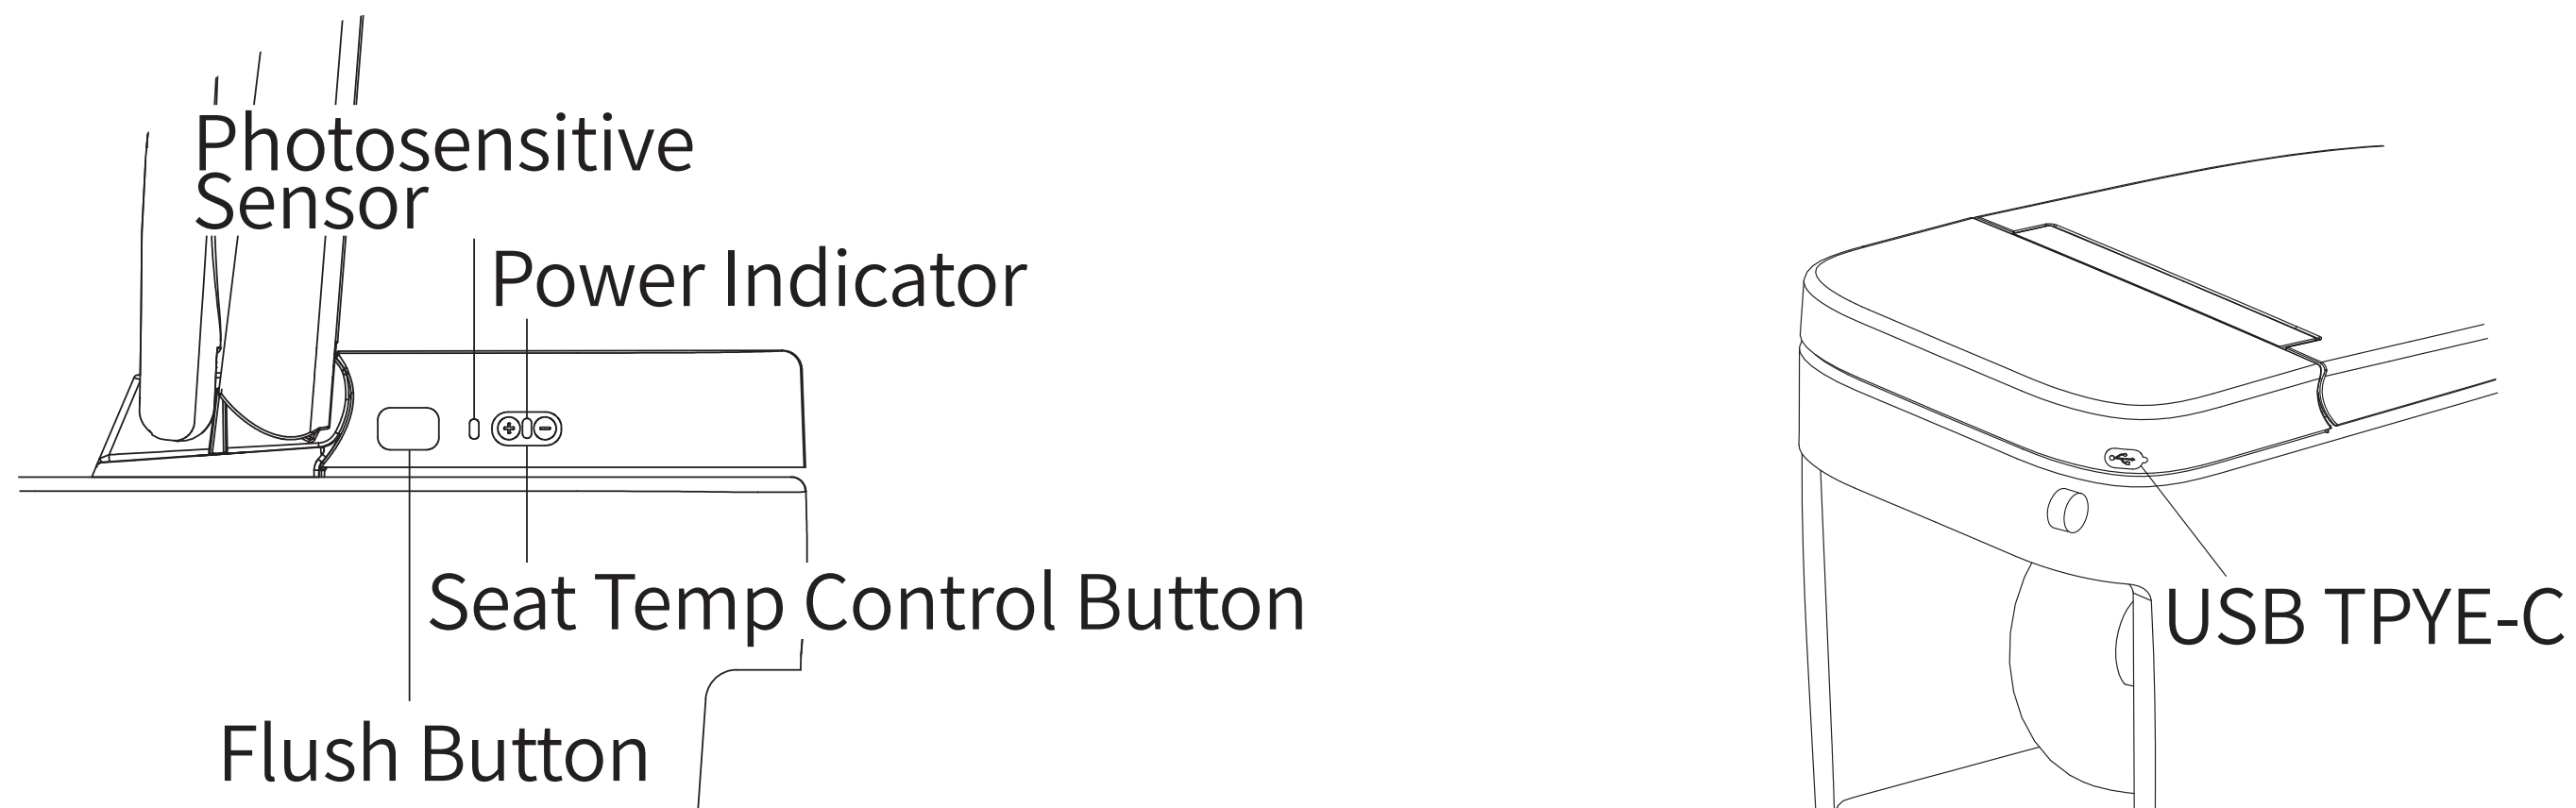 Photosensitive
Sensor
Power Indicator
Seat Temp Control Button
Flush Button
USB TPYE-C